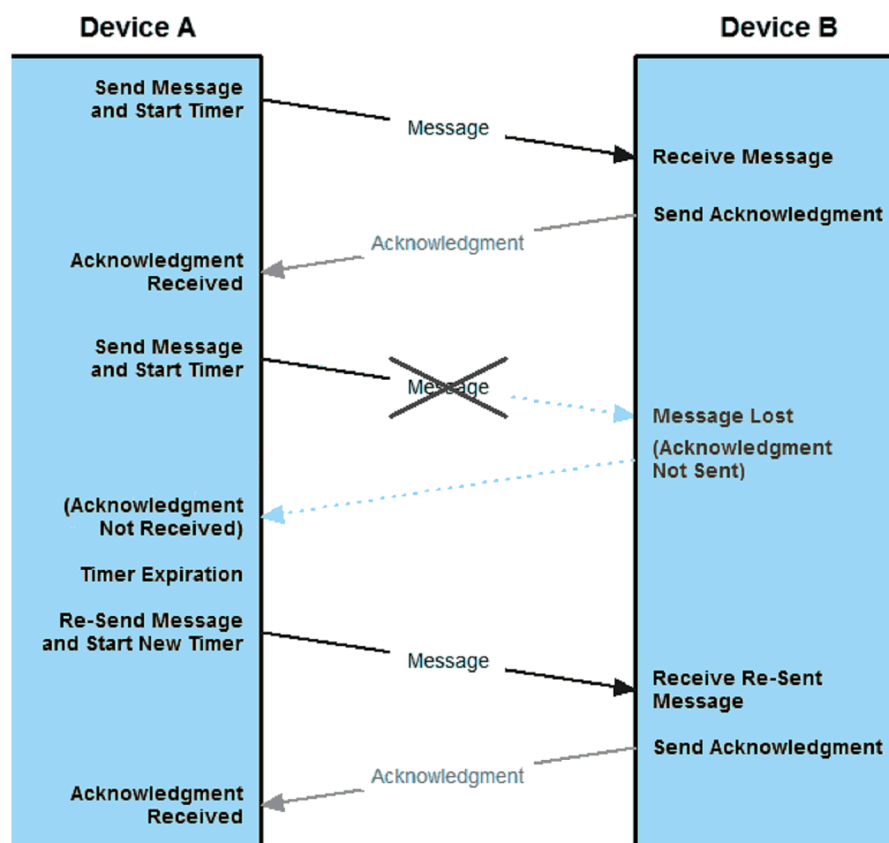 Device A
Device B
Send Message
and Start Timer
Message
Receive Message
Send Acknowledgment
Acknowledgment
Acknowledgment
Received
Send Message
and Start Timer
Message
Message Lost
(Acknowledgment
Not Sent)
(Acknowledgment
Not Received)
Timer Expiration
Re-Send Message
and Start New Timer
Message
Receive Re-Sent
Message
Send Acknowledgment
Acknowledgment
Acknowledgment
Received